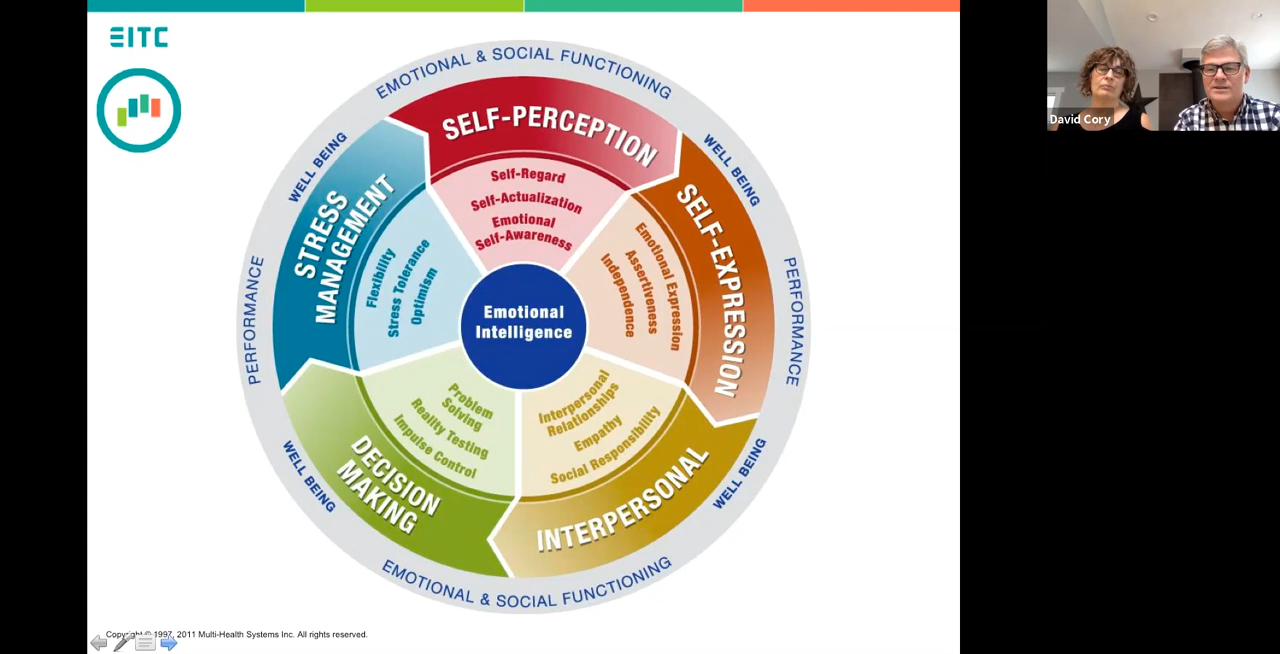 EITC
EMOTIONAL & SOCIAL FUNCTIONING
WELL BEING
WELL BEING
PERFORMANCE
PERFORMANCE
WELL BEING
WELL BEING
EMOTIONAL & SOCIAL FUNCTIONING
SELF-PERCEPTION
Self-Regard
Self-Actualization
Emotional
Self-Awareness
SELF-EXPRESSION
Emotional Expression
Assertiveness
Independence
INTERPERSONAL
Interpersonal
Relationships
Empathy
Social Responsibility
DECISION
MAKING
Problem
Solving
Reality Testing
Impulse Control
STRESS
MANAGEMENT
Flexibility
Stress Tolerance
Optimism
Emotional
Intelligence
Copyright © 1997, 2011 Multi-Health Systems Inc. All rights reserved.
David Cory